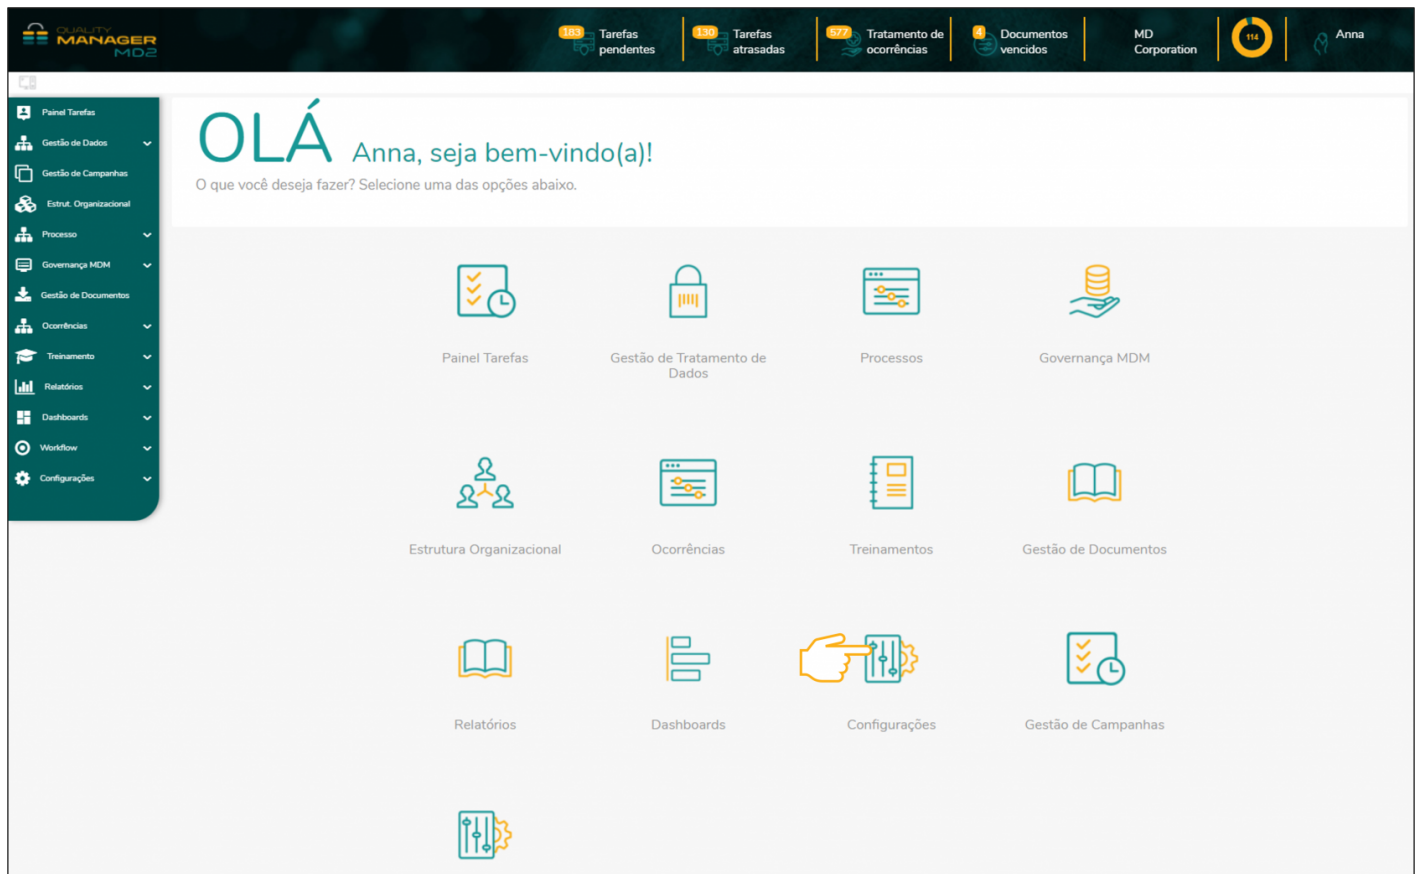 QUALITY
MANAGER
MD2
183 Tarefas
pendentes
130 Tarefas
atrasadas
577 Tratamento de
ocorrências
4 Documentos
vencidos
MD
Corporation
114
Anna
Painel Tarefas
Gestão de Dados
Gestão de Campanhas
Estrut. Organizacional
Processo
Governança MDM
Gestão de Documentos
Ocorrências
Treinamento
Relatórios
Dashboards
Workflow
Configurações
OLÁ Anna, seja bem-vindo(a)!
O que você deseja fazer? Selecione uma das opções abaixo.
Painel Tarefas
Gestão de Tratamento de
Dados
Processos
Governança MDM
Estrutura Organizacional
Ocorrências
Treinamentos
Gestão de Documentos
Relatórios
Dashboards
Configurações
Gestão de Campanhas